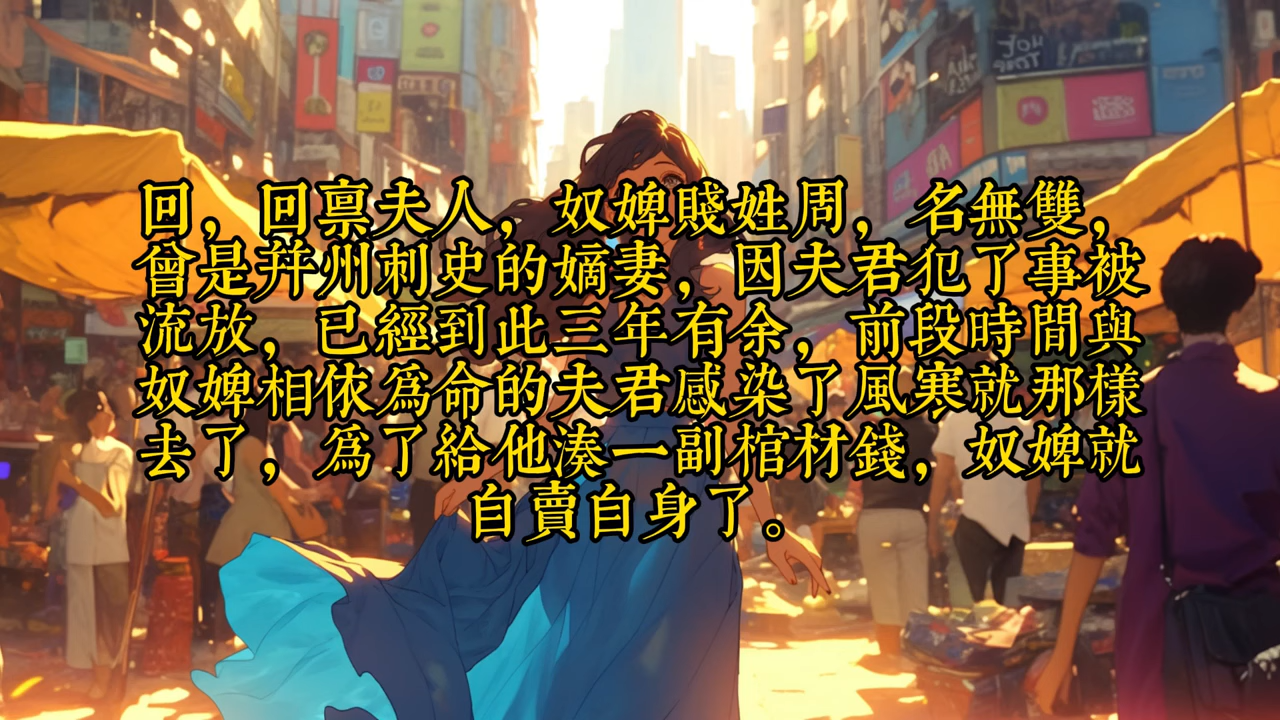 回，回禀夫人，奴婢賤姓周，名無雙，
曾是并州刺史的嫡妻，因夫君犯了事被
流放，已經到此三年有余，前段時間與
奴婢相依爲命的夫君感染了風寒就那樣
去了，爲了給他湊一副棺材錢，奴婢就
自賣自身了。